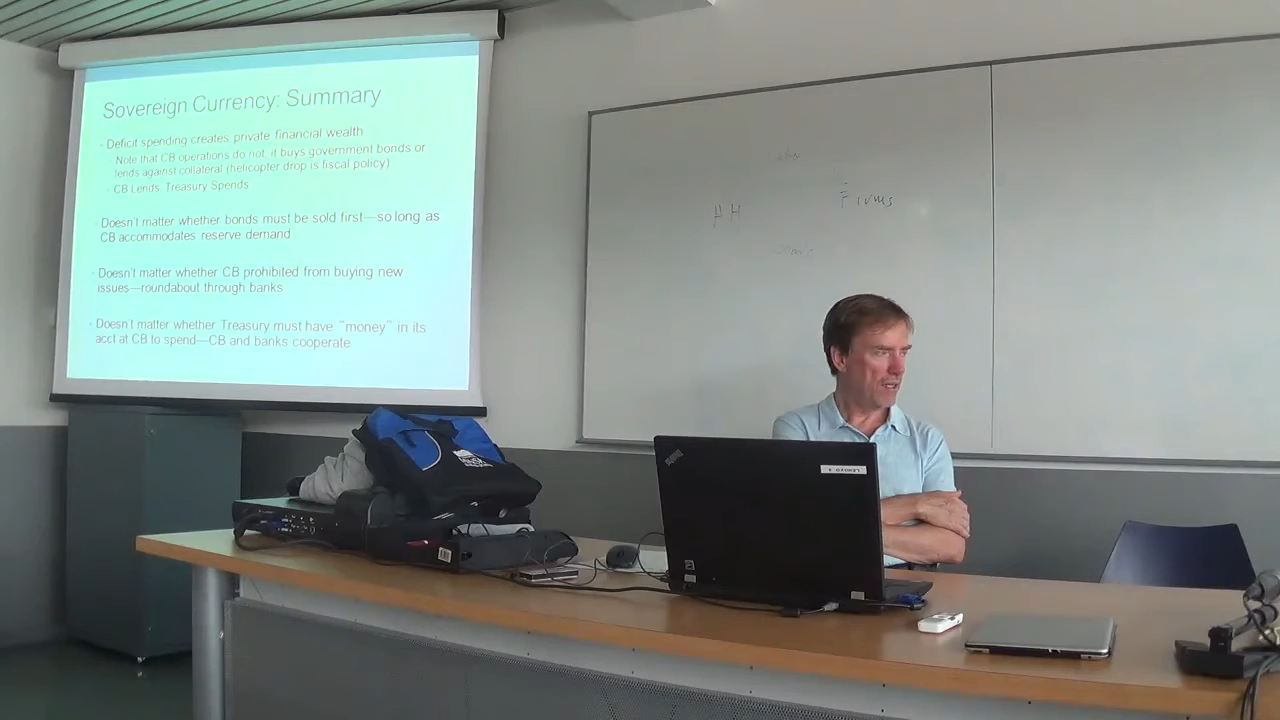 Sovereign Currency: Summary
Deficit spending creates private financial wealth
Note that CB operations do not: it buys government bonds or
lends against collateral (helicopter drop is fiscal policy)
CB Lends, Treasury Spends
Doesn't matter whether bonds must be sold first—so long as
CB accommodates reserve demand
Doesn't matter whether CB prohibited from buying new
issues—roundabout through banks
Doesn't matter whether Treasury must have "money" in its
acct at CB to spend—CB and banks cooperate
HH
Firms
ThinkPad
LENOVO